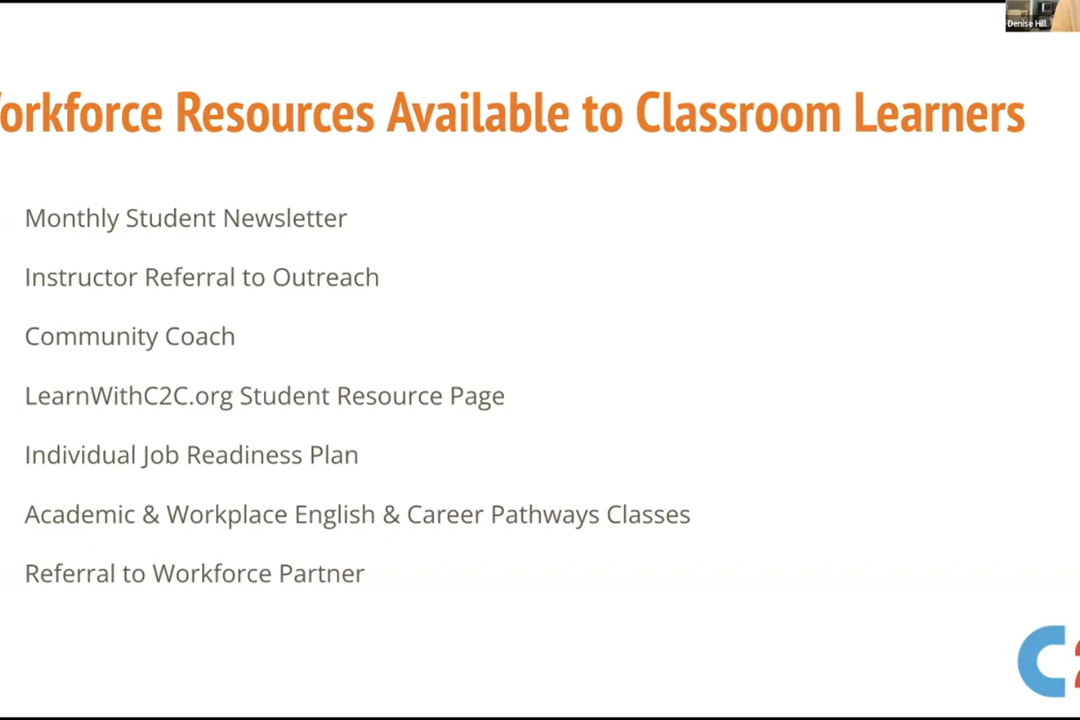 Denise Hill
orkforce Resources Available to Classroom Learners
Monthly Student Newsletter
Instructor Referral to Outreach
Community Coach
LearnWithC2C.org Student Resource Page
Individual Job Readiness Plan
Academic & Workplace English & Career Pathways Classes
Referral to Workforce Partner
C